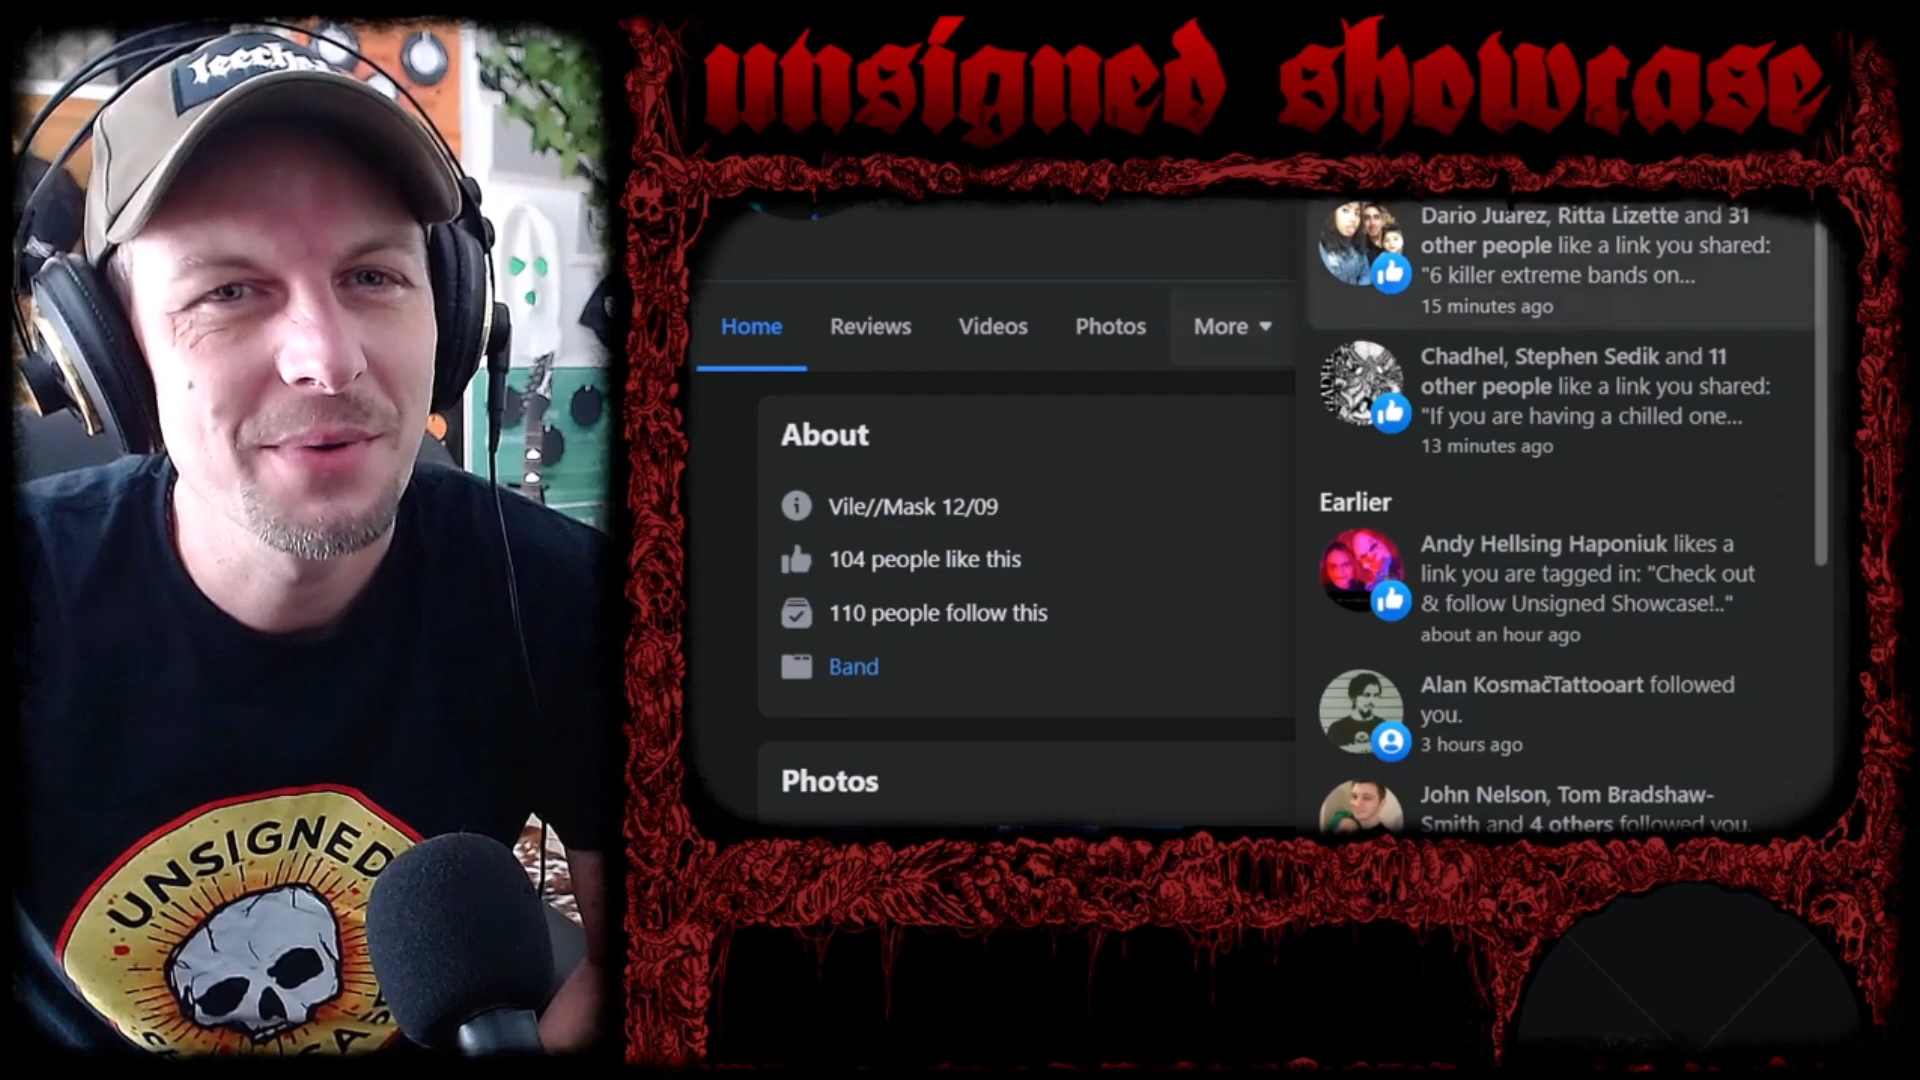 unsigned showcase
leech
UNSIGNED
Home
Reviews
Videos
Photos
More
About
Vile//Mask 12/09
104 people like this
110 people follow this
Band
Photos
Dario Juarez, Ritta Lizette and 31
other people like a link you shared:
"6 killer extreme bands on...
15 minutes ago
Chadhel, Stephen Sedik and 11
other people like a link you shared:
"If you are having a chilled one...
13 minutes ago
Earlier
Andy Hellsing Haponiuk likes a
link you are tagged in: "Check out
& follow Unsigned Showcase!.."
about an hour ago
Alan KosmačTattooart followed
you.
3 hours ago
John Nelson, Tom Bradshaw-
Smith and 4 others followed you.